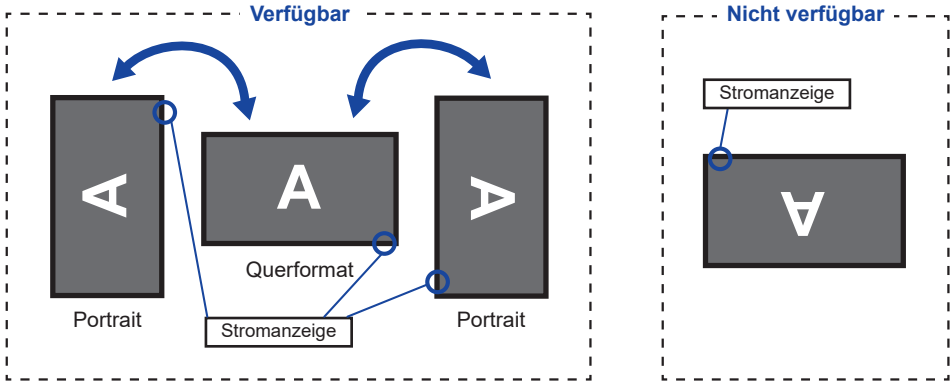 Verfügbar
Nicht verfügbar
Stromanzeige
A
A
A
A
Querformat
Portrait
Stromanzeige
Portrait